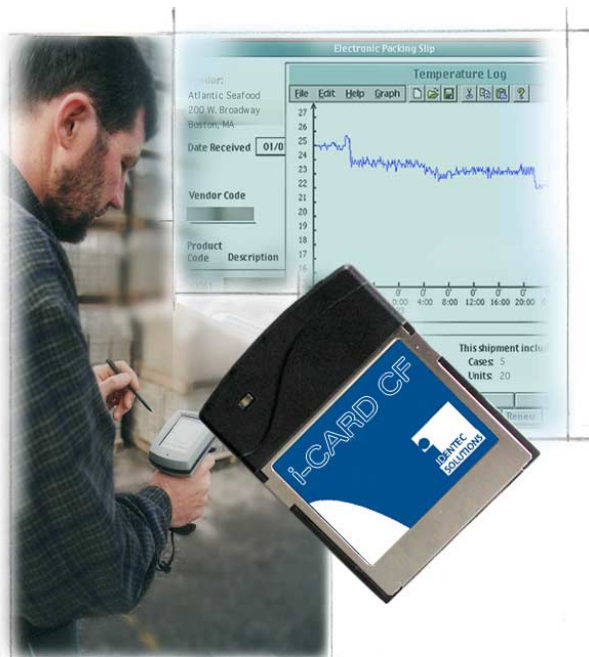 Electronic Packing Slip
Vendor:
Atlantic Seafood
200 W. Broadway
Boston, MA
Date Received 01/0
Vendor Code
Product
Code Description
Temperature Log
File Edit Help Graph
27
26
25
24
23
22
21
20
19
18
17
16
0:00 4:00 8:00 12:00 16:00 20:00
This shipment inclu
Cases: 5
Units: 20
i-CARD CF
IDENTEC
SOLUTIONS